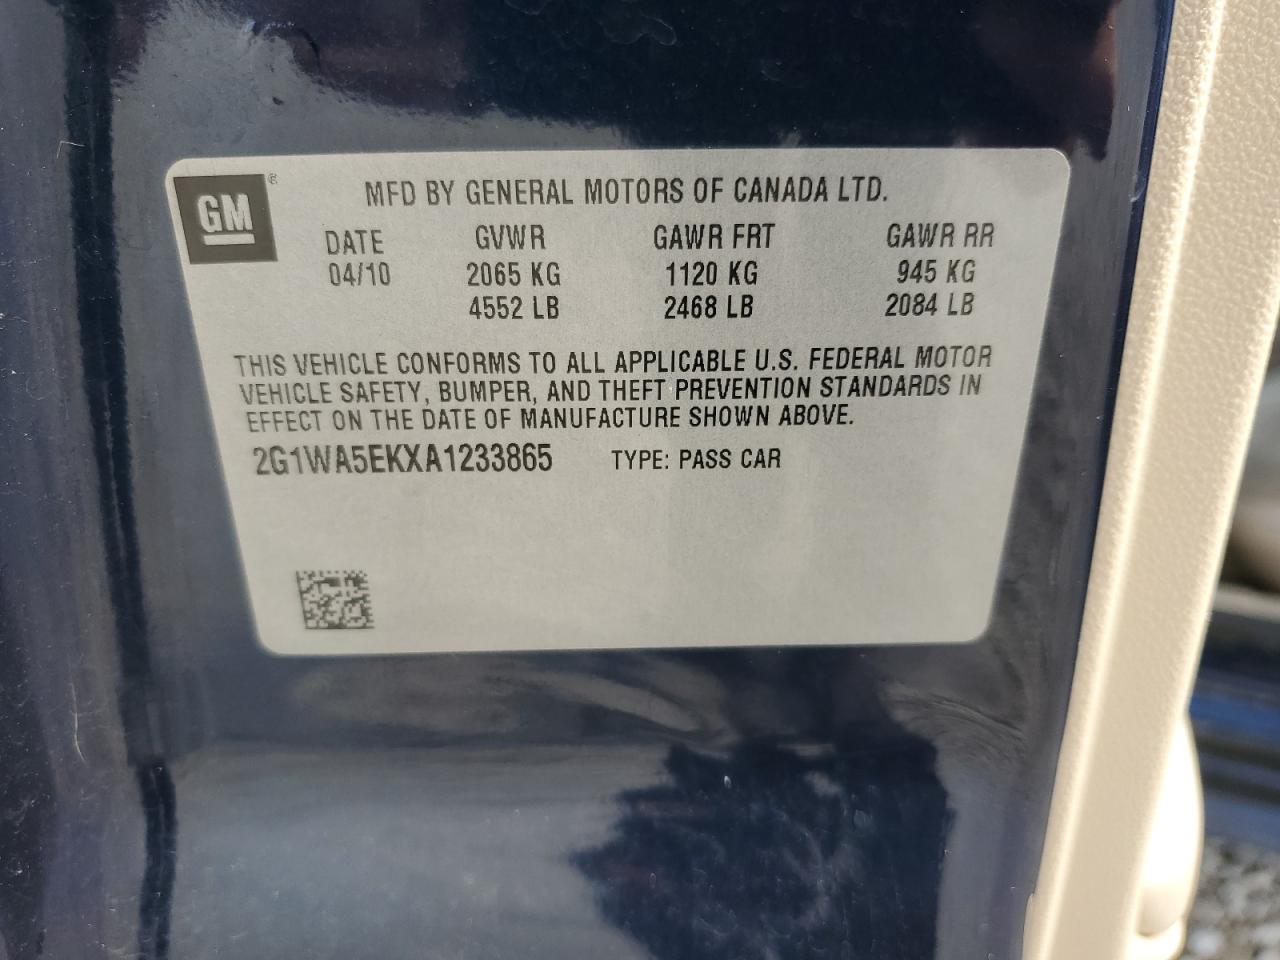 GM ®
MFD BY GENERAL MOTORS OF CANADA LTD.
DATE GVWR GAWR FRT GAWR RR
04/10 2065 KG 1120 KG 945 KG
4552 LB 2468 LB 2084 LB
THIS VEHICLE CONFORMS TO ALL APPLICABLE U.S. FEDERAL MOTOR
VEHICLE SAFETY, BUMPER, AND THEFT PREVENTION STANDARDS IN
EFFECT ON THE DATE OF MANUFACTURE SHOWN ABOVE.
2G1WA5EKXA1233865 TYPE: PASS CAR